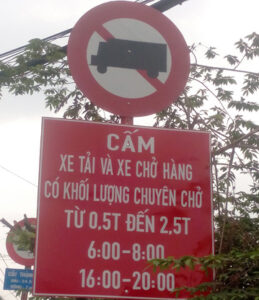 CẤM
XE TẢI VÀ XE CHỞ HÀNG
CÓ KHỐI LƯỢNG CHUYÊN CHỞ
TỪ 0,5T ĐẾN 2,5T
6:00-8:00
16:00-20:00